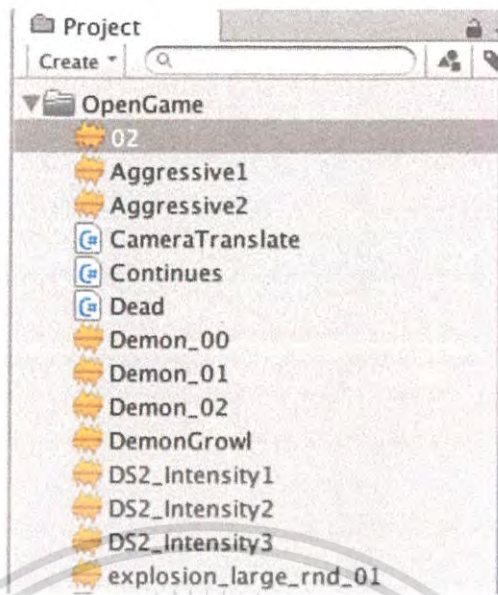 Project
Create
OpenGame
02
Aggressive1
Aggressive2
CameraTranslate
Continues
Dead
Demon_00
Demon_01
Demon_02
DemonGrowl
DS2_Intensity1
DS2_Intensity2
DS2_Intensity3
explosion_large_rnd_01